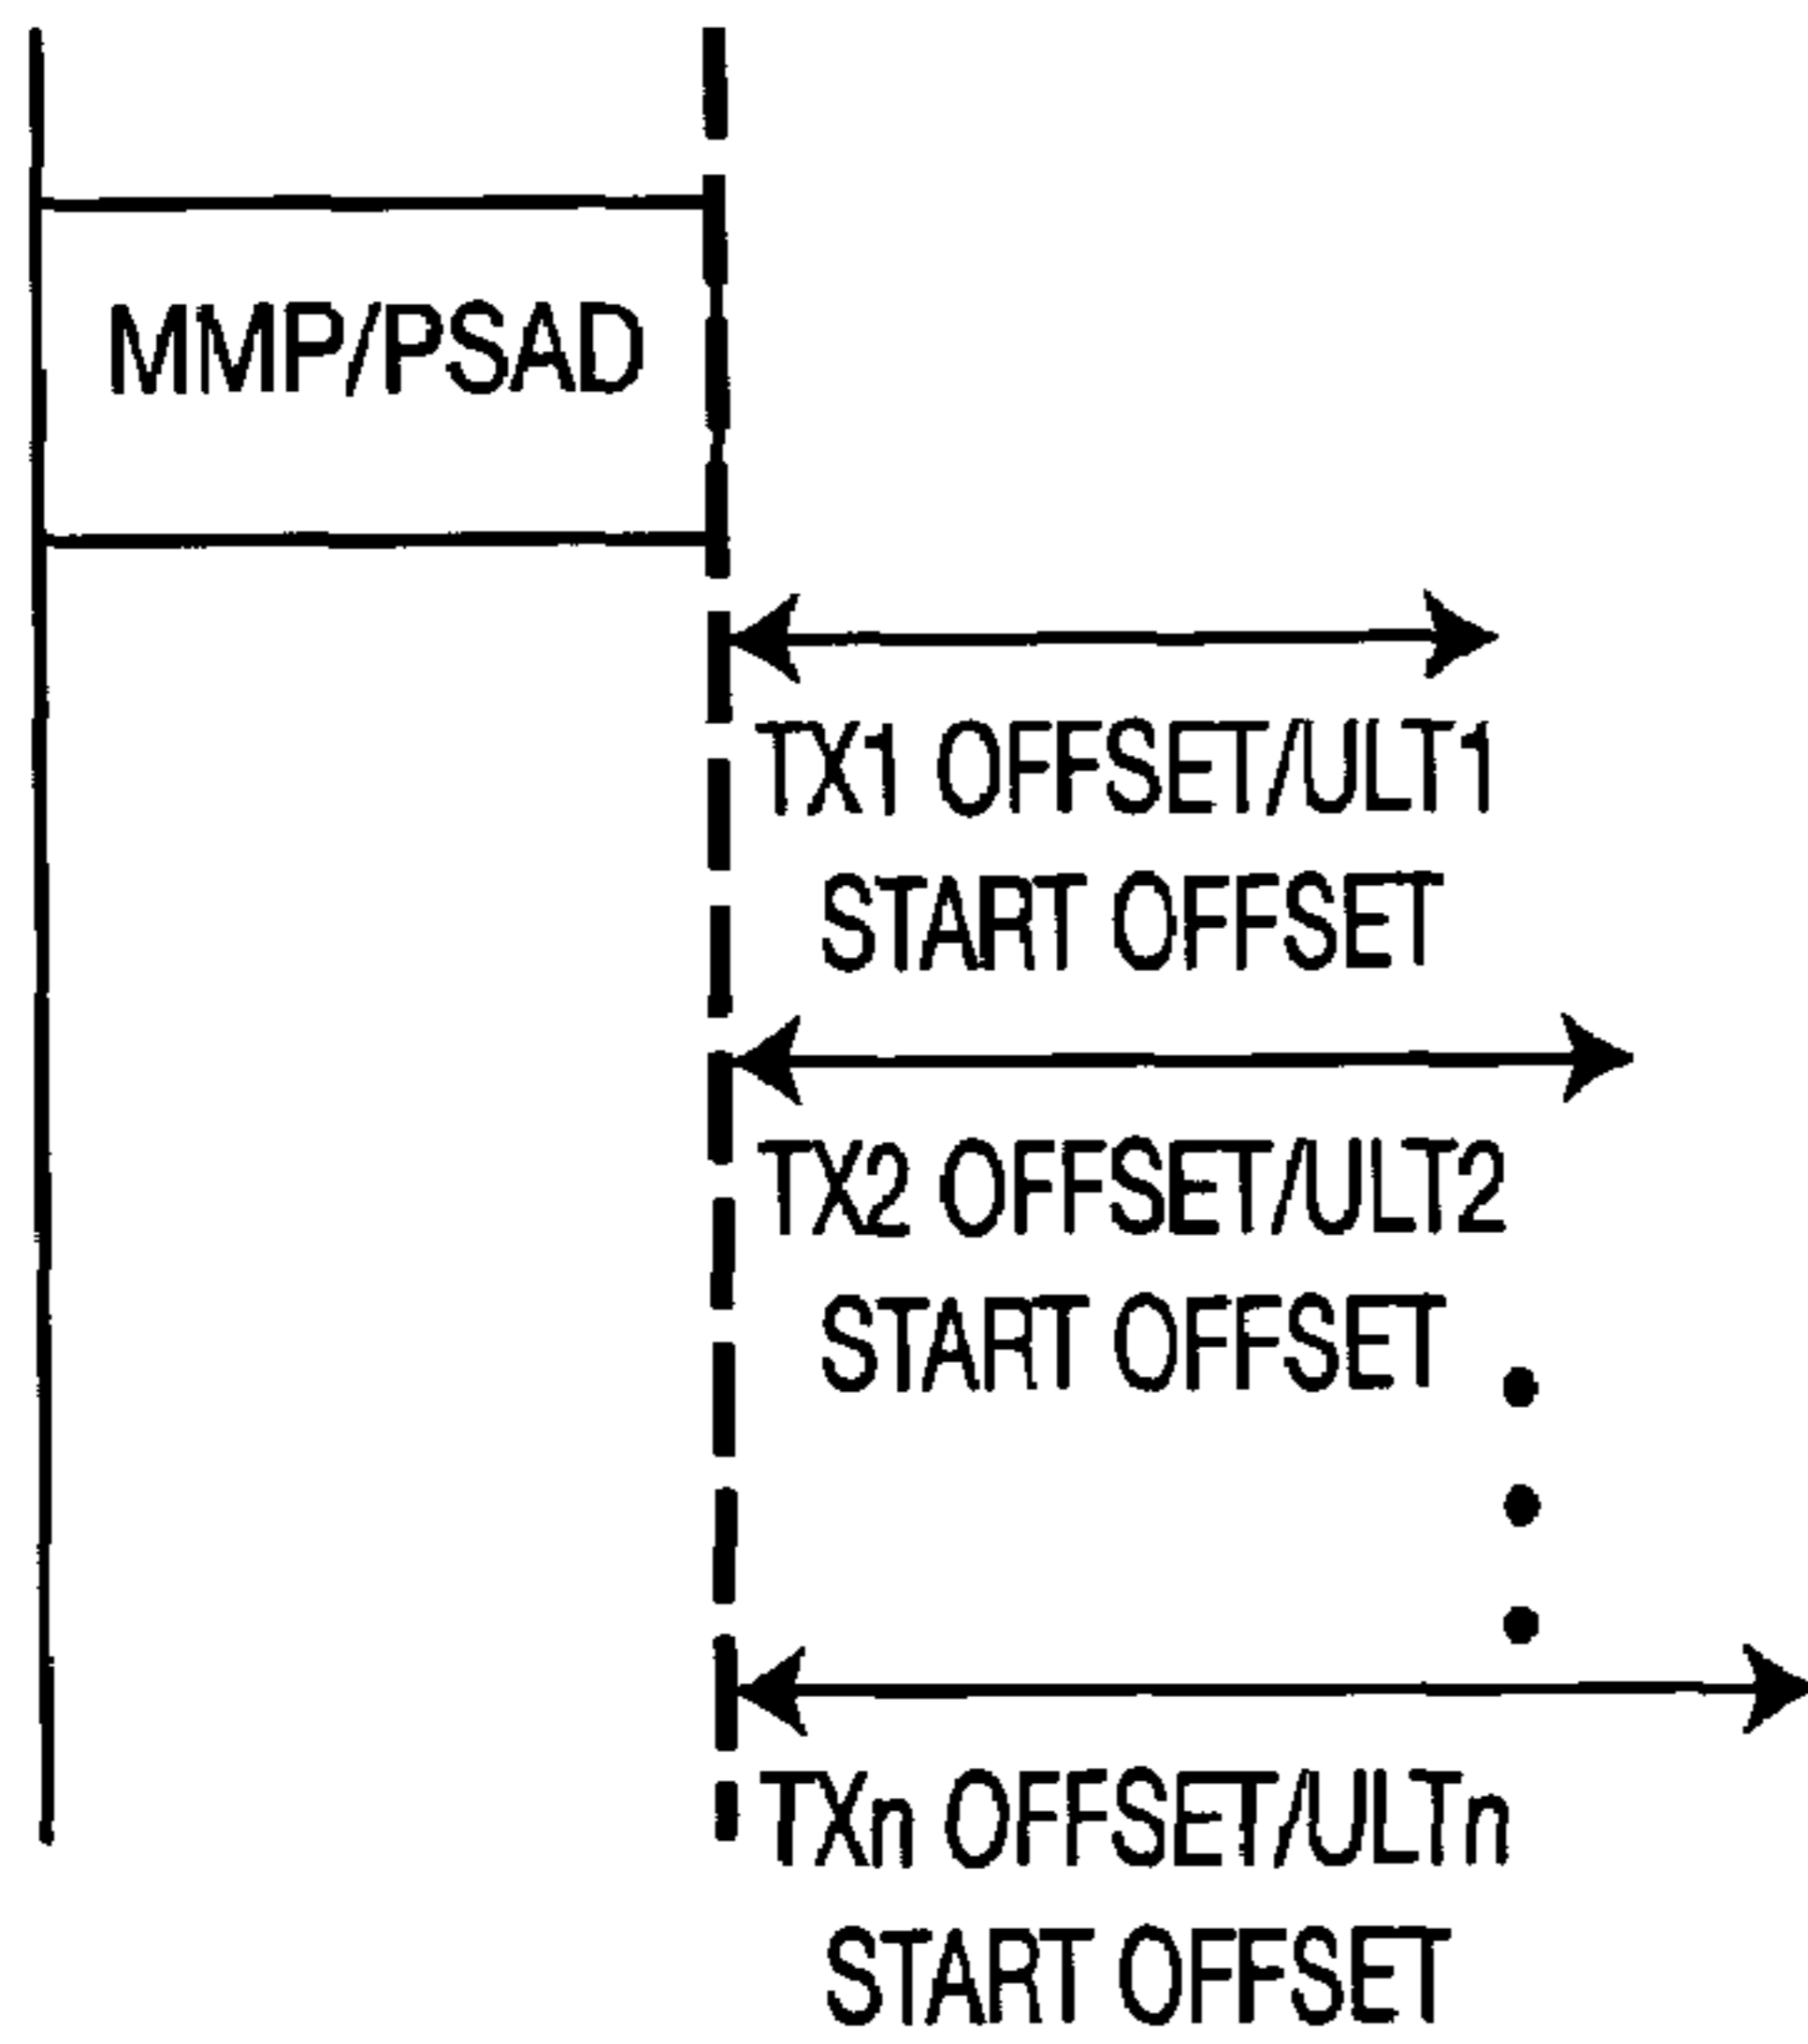 MMP/PSAD
TX1 OFFSET/ULT1
START OFFSET
TX2 OFFSET/ULT2
START OFFSET
TXn OFFSET/ULTn
START OFFSET